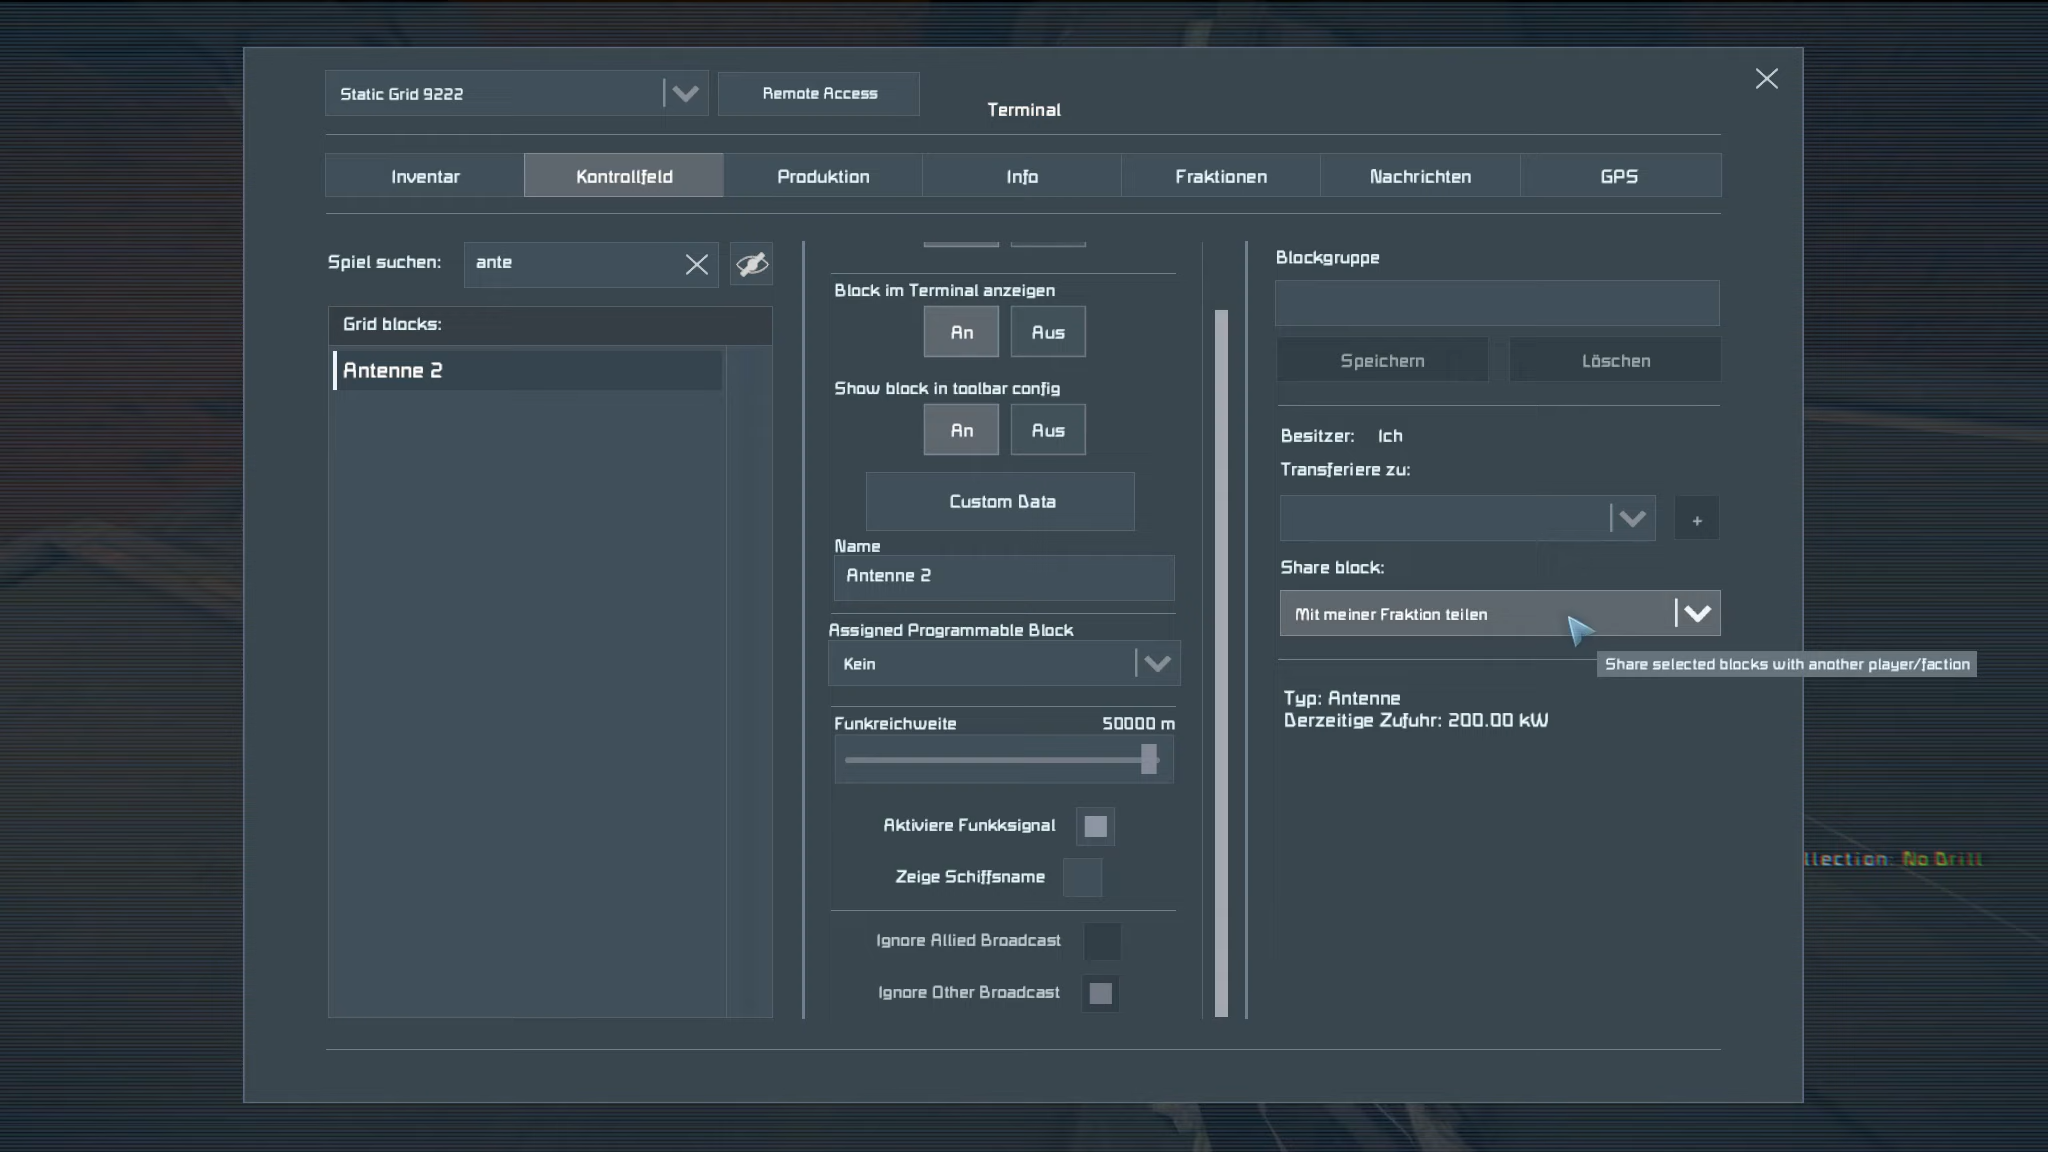 Static Grid 9222
Remote Access
Terminal
Inventar
Kontrollfeld
Produktion
Info
Fraktionen
Nachrichten
GPS
Spiel suchen:
ante
Grid blocks:
Antenne 2
Block im Terminal anzeigen
An
Aus
Show block in toolbar config
An
Aus
Custom Data
Name
Antenne 2
Assigned Programmable Block
Kein
Funkreichweite
50000 m
Aktiviere Funkksignal
Zeige Schiffsname
Ignore Allied Broadcast
Ignore Other Broadcast
Blockgruppe
Speichern
Löschen
Besitzer: Ich
Transferiere zu:
+
Share block:
Mit meiner Fraktion teilen
Share selected blocks with another player/faction
Typ: Antenne
Derzeitige Zufuhr: 200.00 kW
llection: No Drill